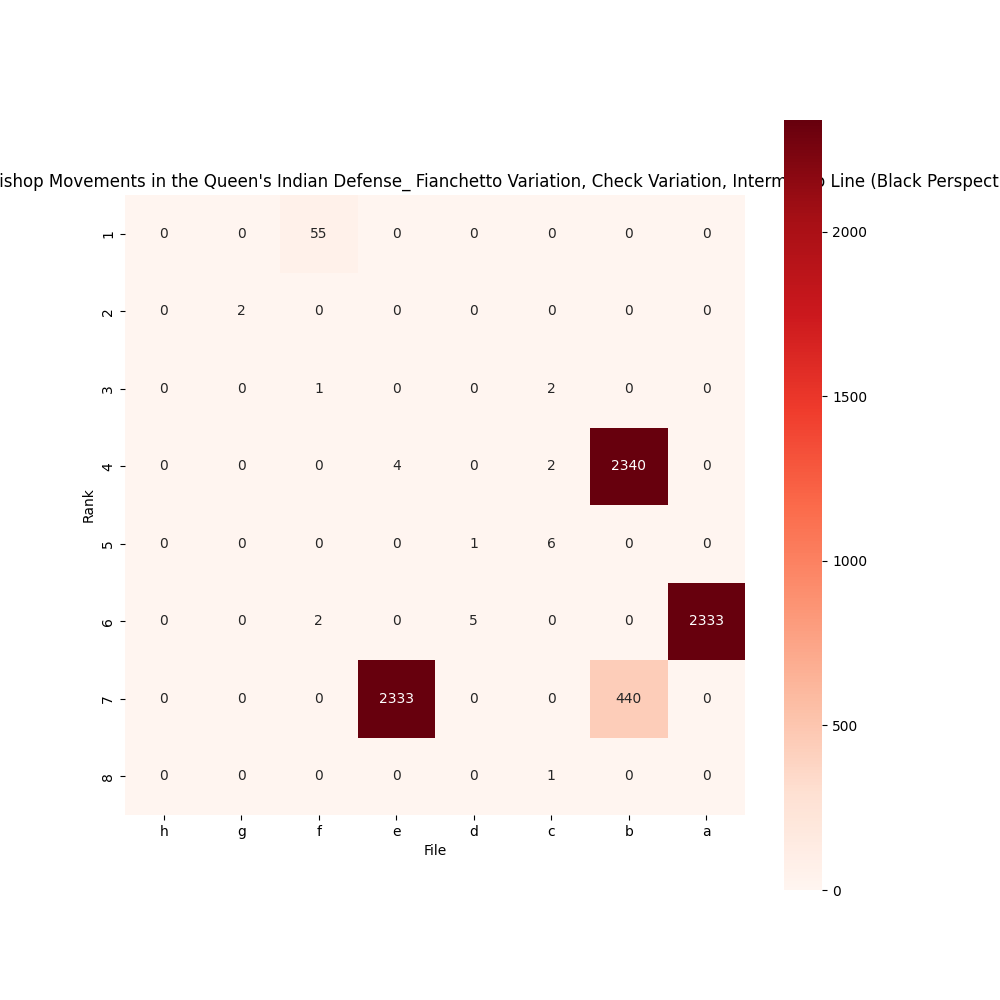 ishop Movements in the Queen's Indian Defense_ Fianchetto Variation, Check Variation, Interm o Line (Black Perspect
1 0 0 55 0 0 0 0 0
2 0 2 0 0 0 0 0 0
3 0 0 1 0 0 2 0 0
4 0 0 0 4 0 2 2340 0
5 0 0 0 0 1 6 0 0
6 0 0 2 0 5 0 0 2333
7 0 0 0 2333 0 0 440 0
8 0 0 0 0 0 1 0 0
h g f e d c b a
File
Rank
2000
1500
1000
500
0